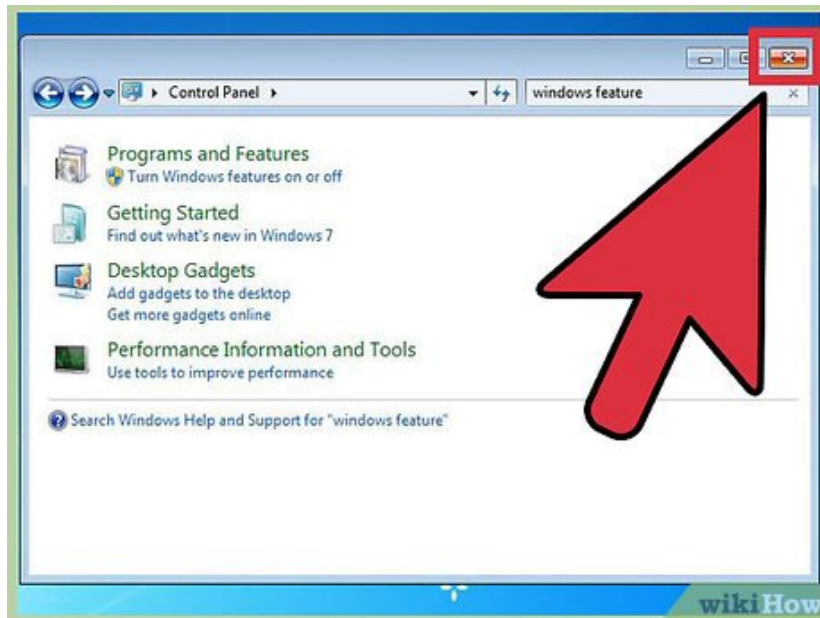 Control Panel
windows feature
Programs and Features
Turn Windows features on or off
Getting Started
Find out what's new in Windows 7
Desktop Gadgets
Add gadgets to the desktop
Get more gadgets online
Performance Information and Tools
Use tools to improve performance
Search Windows Help and Support for "windows feature"
wikiHow